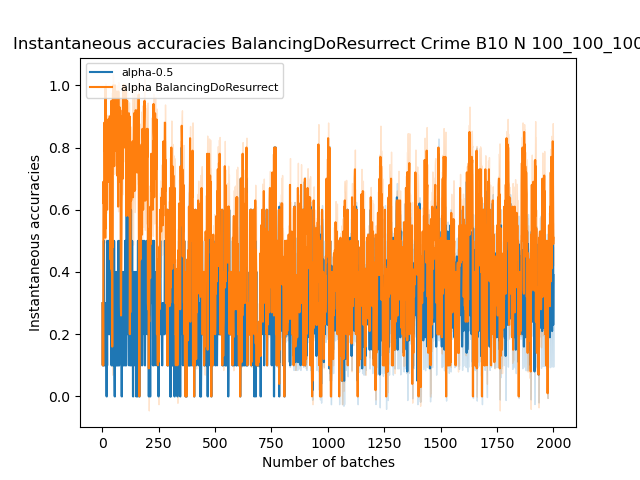 Instantaneous accuracies BalancingDoResurrect Crime B10 N 100_100_100
alpha-0.5
alpha BalancingDoResurrect
1.0
0.8
0.6
0.4
0.2
0.0
Instantaneous accuracies
0 250 500 750 1000 1250 1500 1750 2000
Number of batches